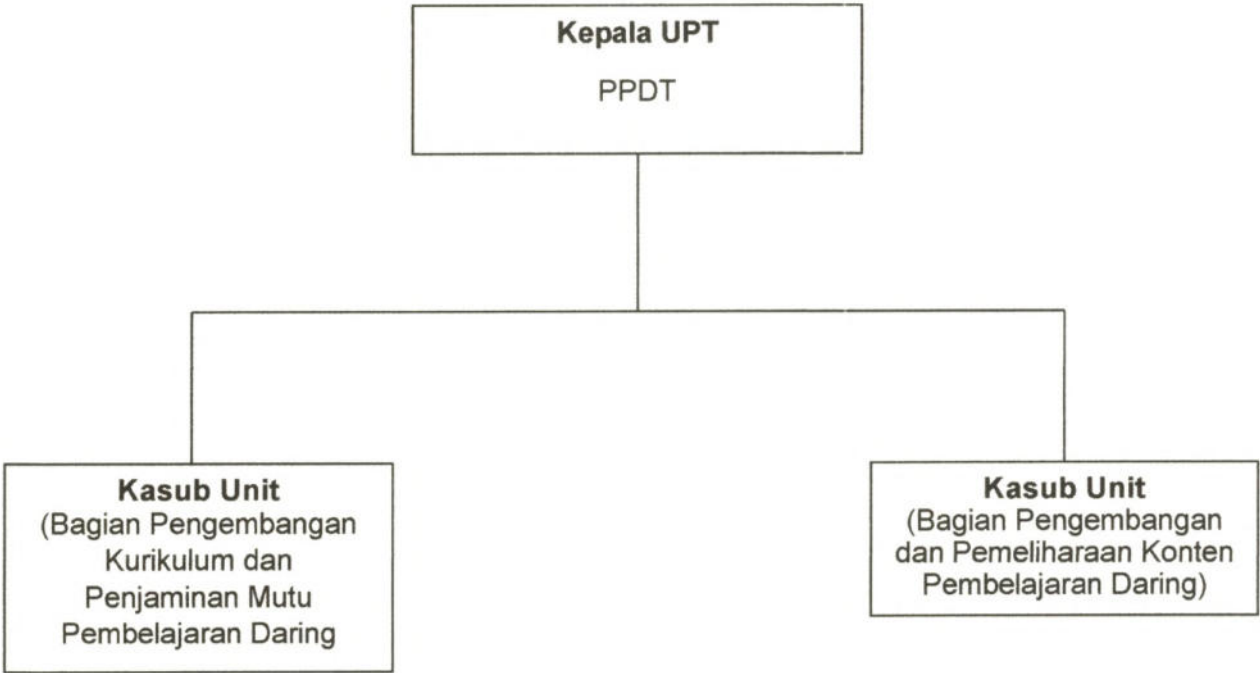 Kepala UPT
PPDT
Kasub Unit
(Bagian Pengembangan
Kurikulum dan
Penjaminan Mutu
Pembelajaran Daring
Kasub Unit
(Bagian Pengembangan
dan Pemeliharaan Konten
Pembelajaran Daring)